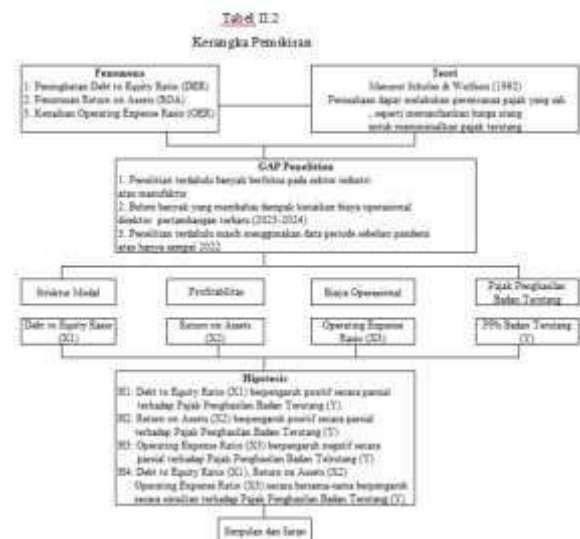 Tabel II.2
Kerangka Pemikiran
Fenomena
1. Peningkatan Debt to Equity Ratio (DER)
2. Penurunan Return on Assets (ROA)
3. Kenaikan Operating Expense Rasio (OER)
Teori
Menurut Scholes & Wolfson (1992)
Perusahaan dapat melakukan perencanaan pajak yang sah
, seperti memanfaatkan bunga utang
untuk meminimalkan pajak terutang
GAP Penelitian
1. Penelitian terdahulu banyak berfokus pada sektor industri
atau manufaktur
2. Belum banyak yang membahas dampak kenaikan biaya operasional
disektor pertambangan terbaru (2023-2024)
3. Penelitian terdahulu masih menggunakan data periode sebelum pandemi
atau hanya sampai 2022
Struktur Modal
Profitabilitas
Biaya Operasional
Pajak Penghasilan
Badan Terutang
Debt to Equity Rasio
(X1)
Return on Assets
(X2)
Operating Expense
Rasio (X3)
PPh Badan Terutang
(Y)
Hipotesis
H1: Debt to Equity Ratio (X1) berpengaruh positif secara parsial
terhadap Pajak Penghasilan Badan Terutang (Y)
H2: Return on Assets (X2) berpengaruh positif secara parsial
terhadap Pajak Penghasilan Badan Terutang (Y)
H3: Operating Expense Ratio (X3) berpengaruh negatif secara
parsial terhadap Pajak Penghasilan Badan Terutang (Y)
H4: Debt to Equity Ratio (X1), Return on Assets (X2)
Operating Expense Ratio (X3) secara bersama-sama berpengaruh
secara simultan terhadap Pajak Penghasilan Badan Terutang (Y)
Simpulan dan Saran